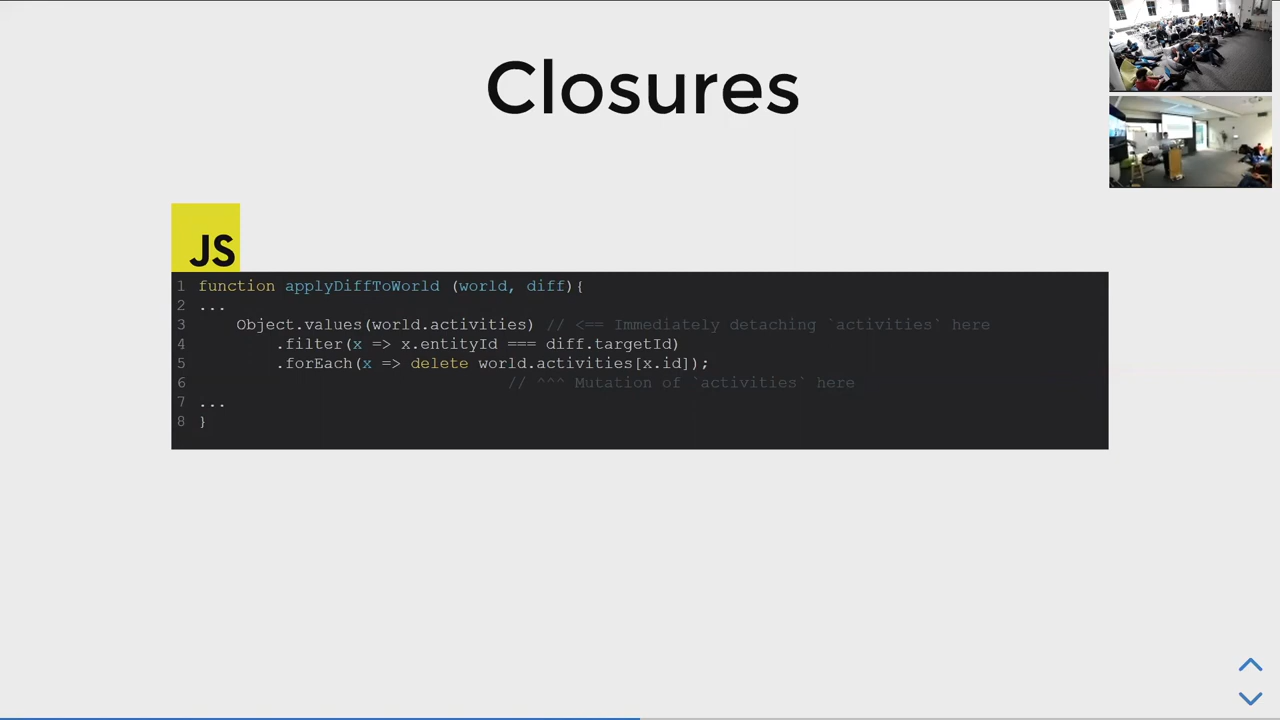 Closures
JS
1 function applyDiffToWorld (world, diff){
2 ...
3     Object.values(world.activities) // <== Immediately detaching `activities` here
4         .filter(x => x.entityId === diff.targetId)
5         .forEach(x => delete world.activities[x.id]);
6                                 // ^^^ Mutation of `activities` here
7 ...
8 }